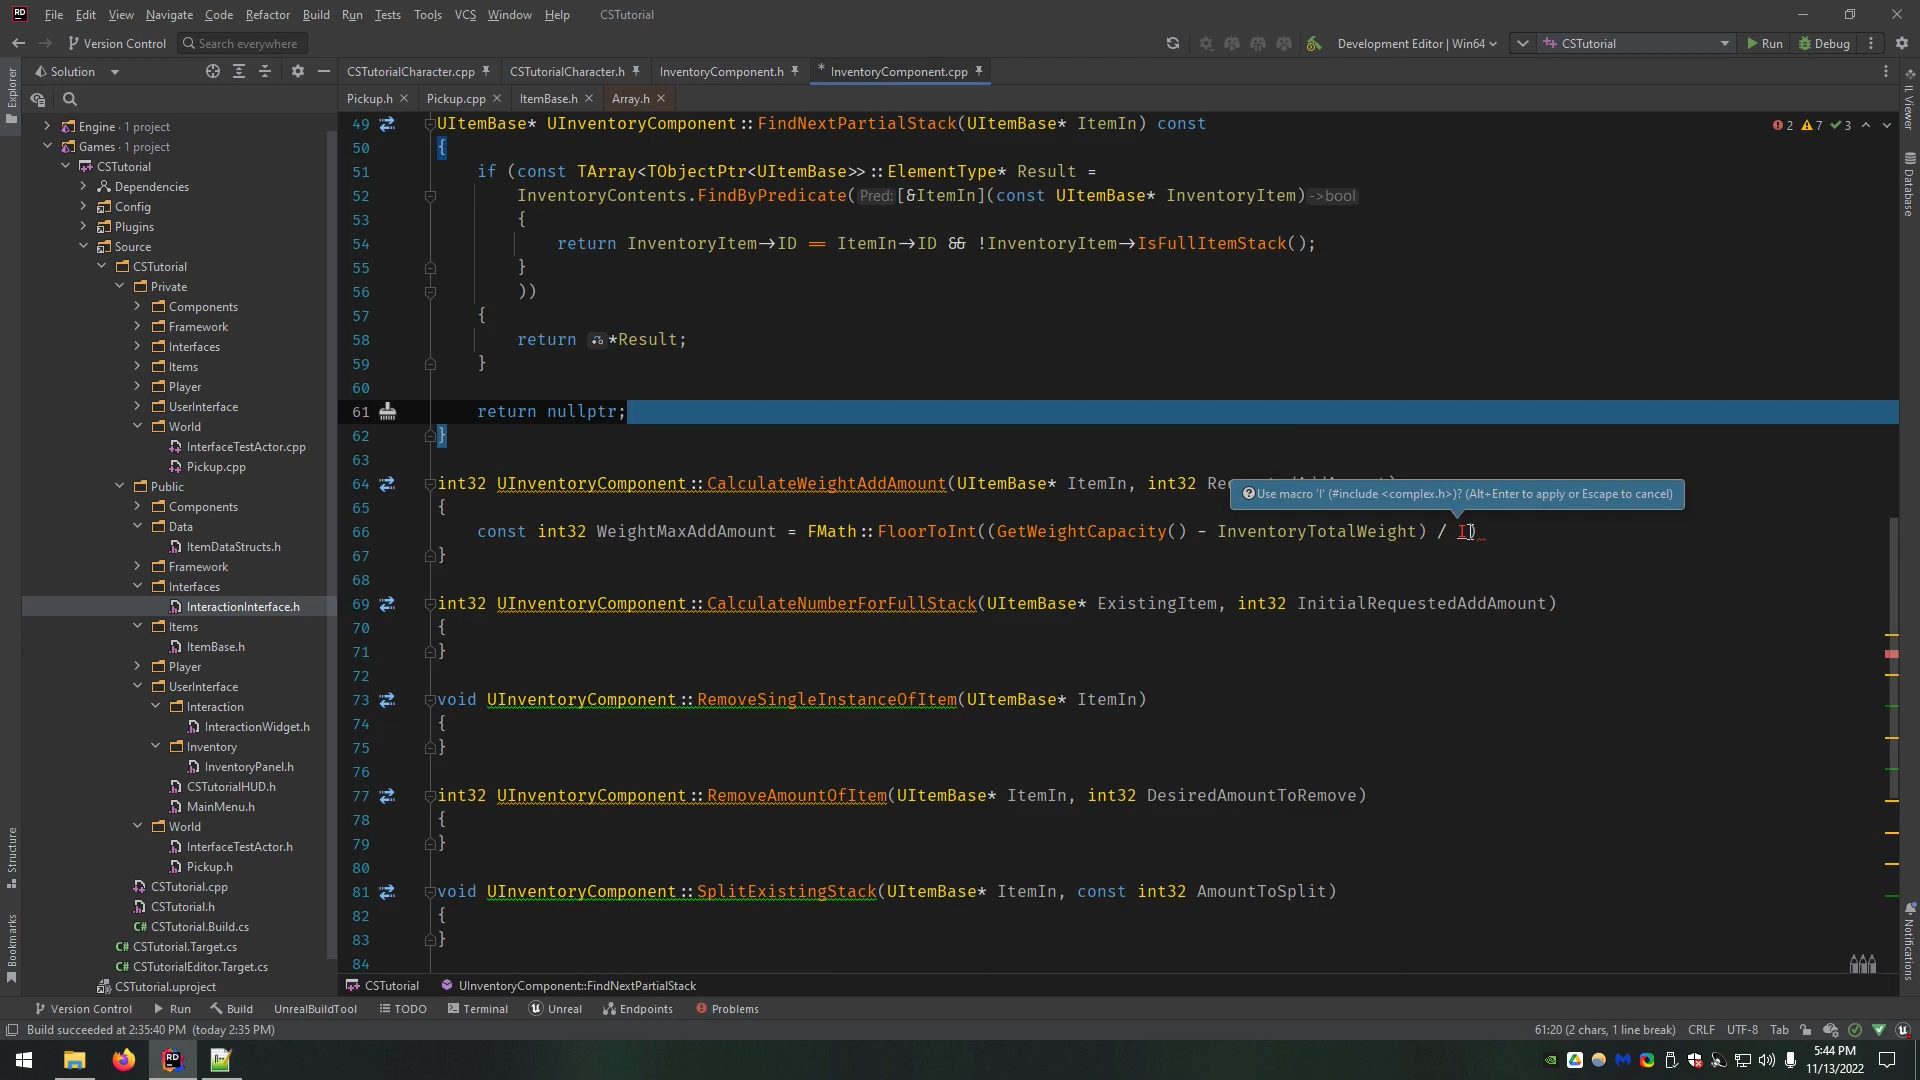 RD File Edit View Navigate Code Refactor Build Run Tests Tools VCS Window Help CSTutorial
Version Control Search everywhere Development Editor | Win64 CSTutorial Run Debug
Solution CSTutorialCharacter.cpp CSTutorialCharacter.h InventoryComponent.h * InventoryComponent.cpp
Pickup.h Pickup.cpp ItemBase.h Array.h
Explorer
Structure
Bookmarks
IL Viewer
Database
Notifications
Engine · 1 project
Games · 1 project
CSTutorial
Dependencies
Config
Plugins
Source
CSTutorial
Private
Components
Framework
Interfaces
Items
Player
UserInterface
World
InterfaceTestActor.cpp
Pickup.cpp
Public
Components
Data
ItemDataStructs.h
Framework
Interfaces
InteractionInterface.h
Items
ItemBase.h
Player
UserInterface
Interaction
InteractionWidget.h
Inventory
InventoryPanel.h
CSTutorialHUD.h
MainMenu.h
World
InterfaceTestActor.h
Pickup.h
CSTutorial.cpp
CSTutorial.h
C# CSTutorial.Build.cs
C# CSTutorial.Target.cs
C# CSTutorialEditor.Target.cs
CSTutorial.uproject
2 7 3
49 UItemBase* UInventoryComponent::FindNextPartialStack(UItemBase* ItemIn) const
50 {
51 if (const TArray<TObjectPtr<UItemBase>>::ElementType* Result =
52 InventoryContents.FindByPredicate(Pred:[&ItemIn](const UItemBase* InventoryItem)->bool
53 {
54 return InventoryItem->ID == ItemIn->ID && !InventoryItem->IsFullItemStack();
55 }
56 ))
57 {
58 return *Result;
59 }
60
61 return nullptr;
62 }
63
64 int32 UInventoryComponent::CalculateWeightAddAmount(UItemBase* ItemIn, int32 Re
Use macro 'I' (#include <complex.h>)? (Alt+Enter to apply or Escape to cancel)
65 {
66 const int32 WeightMaxAddAmount = FMath::FloorToInt((GetWeightCapacity() - InventoryTotalWeight) / I)
67 }
68
69 int32 UInventoryComponent::CalculateNumberForFullStack(UItemBase* ExistingItem, int32 InitialRequestedAddAmount)
70 {
71 }
72
73 void UInventoryComponent::RemoveSingleInstanceOfItem(UItemBase* ItemIn)
74 {
75 }
76
77 int32 UInventoryComponent::RemoveAmountOfItem(UItemBase* ItemIn, int32 DesiredAmountToRemove)
78 {
79 }
80
81 void UInventoryComponent::SplitExistingStack(UItemBase* ItemIn, const int32 AmountToSplit)
82 {
83 }
84
CSTutorial UInventoryComponent::FindNextPartialStack
Version Control Run Build UnrealBuildTool TODO Terminal Unreal Endpoints Problems
Build succeeded at 2:35:40 PM (today 2:35 PM) 61:20 (2 chars, 1 line break) CRLF UTF-8 Tab
5:44 PM
11/13/2022